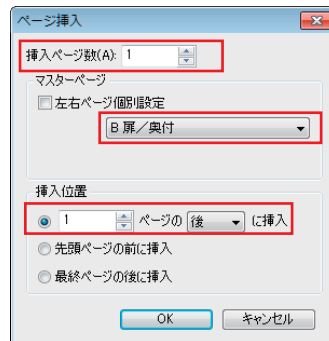 ページ挿入
挿入ページ数(A): 1
マスターページ
左右ページ個別設定
B 扉／奥付
挿入位置
1 ページの 後 に挿入
先頭ページの前に挿入
最終ページの後に挿入
OK キャンセル